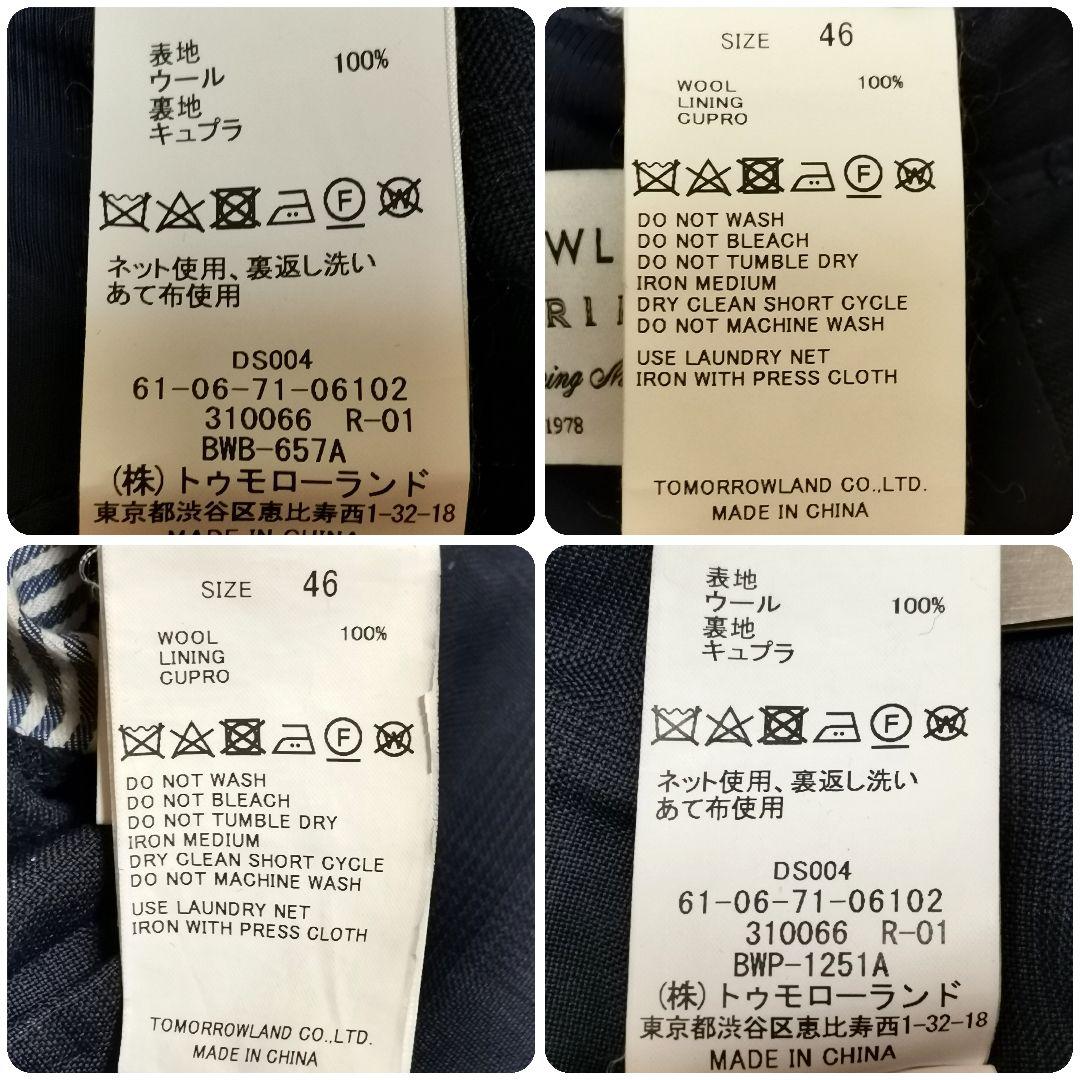 表地
ウール 100%
裏地
キュプラ
F W
ネット使用、裏返し洗い
あて布使用
DS004
61-06-71-06102
310066 R-01
BWB-657A
(株)トゥモローランド
東京都渋谷区恵比寿西1-32-18
MADE IN CHINA
SIZE 46
WOOL 100%
LINING
CUPRO
F W
DO NOT WASH
DO NOT BLEACH
DO NOT TUMBLE DRY
IRON MEDIUM
DRY CLEAN SHORT CYCLE
DO NOT MACHINE WASH
USE LAUNDRY NET
IRON WITH PRESS CLOTH
TOMORROWLAND CO.,LTD.
MADE IN CHINA
WL
RI
1978
SIZE 46
WOOL 100%
LINING
CUPRO
F W
DO NOT WASH
DO NOT BLEACH
DO NOT TUMBLE DRY
IRON MEDIUM
DRY CLEAN SHORT CYCLE
DO NOT MACHINE WASH
USE LAUNDRY NET
IRON WITH PRESS CLOTH
TOMORROWLAND CO.,LTD.
MADE IN CHINA
表地
ウール 100%
裏地
キュプラ
F W
ネット使用、裏返し洗い
あて布使用
DS004
61-06-71-06102
310066 R-01
BWP-1251A
(株)トゥモローランド
東京都渋谷区恵比寿西1-32-18
MADE IN CHINA